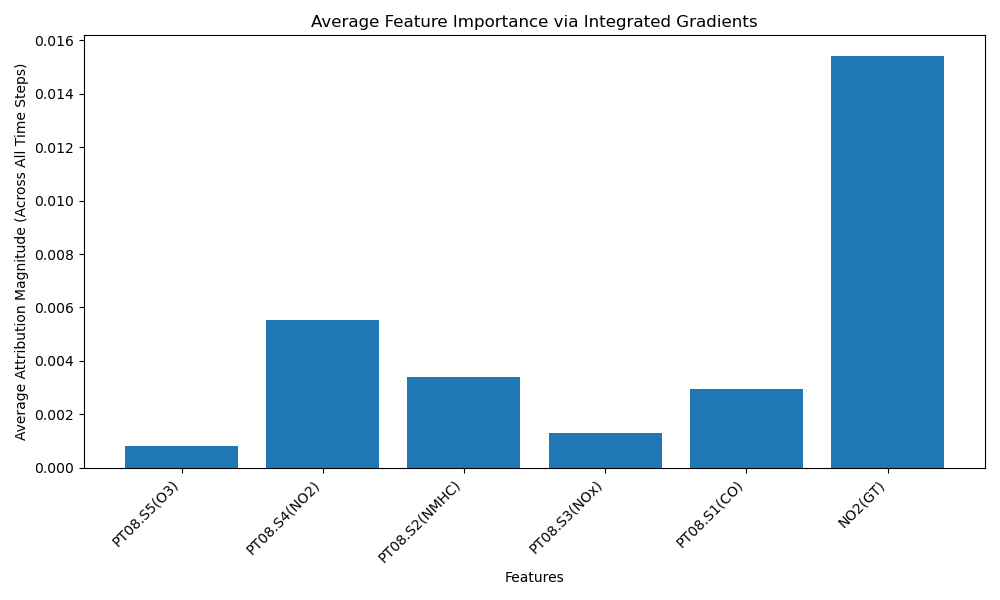 Average Feature Importance via Integrated Gradients
Average Attribution Magnitude (Across All Time Steps)
0.016
0.014
0.012
0.010
0.008
0.006
0.004
0.002
0.000
PT08.S5(O3)
PT08.S4(NO2)
PT08.S2(NMHC)
PT08.S3(NOx)
PT08.S1(CO)
NO2(GT)
Features